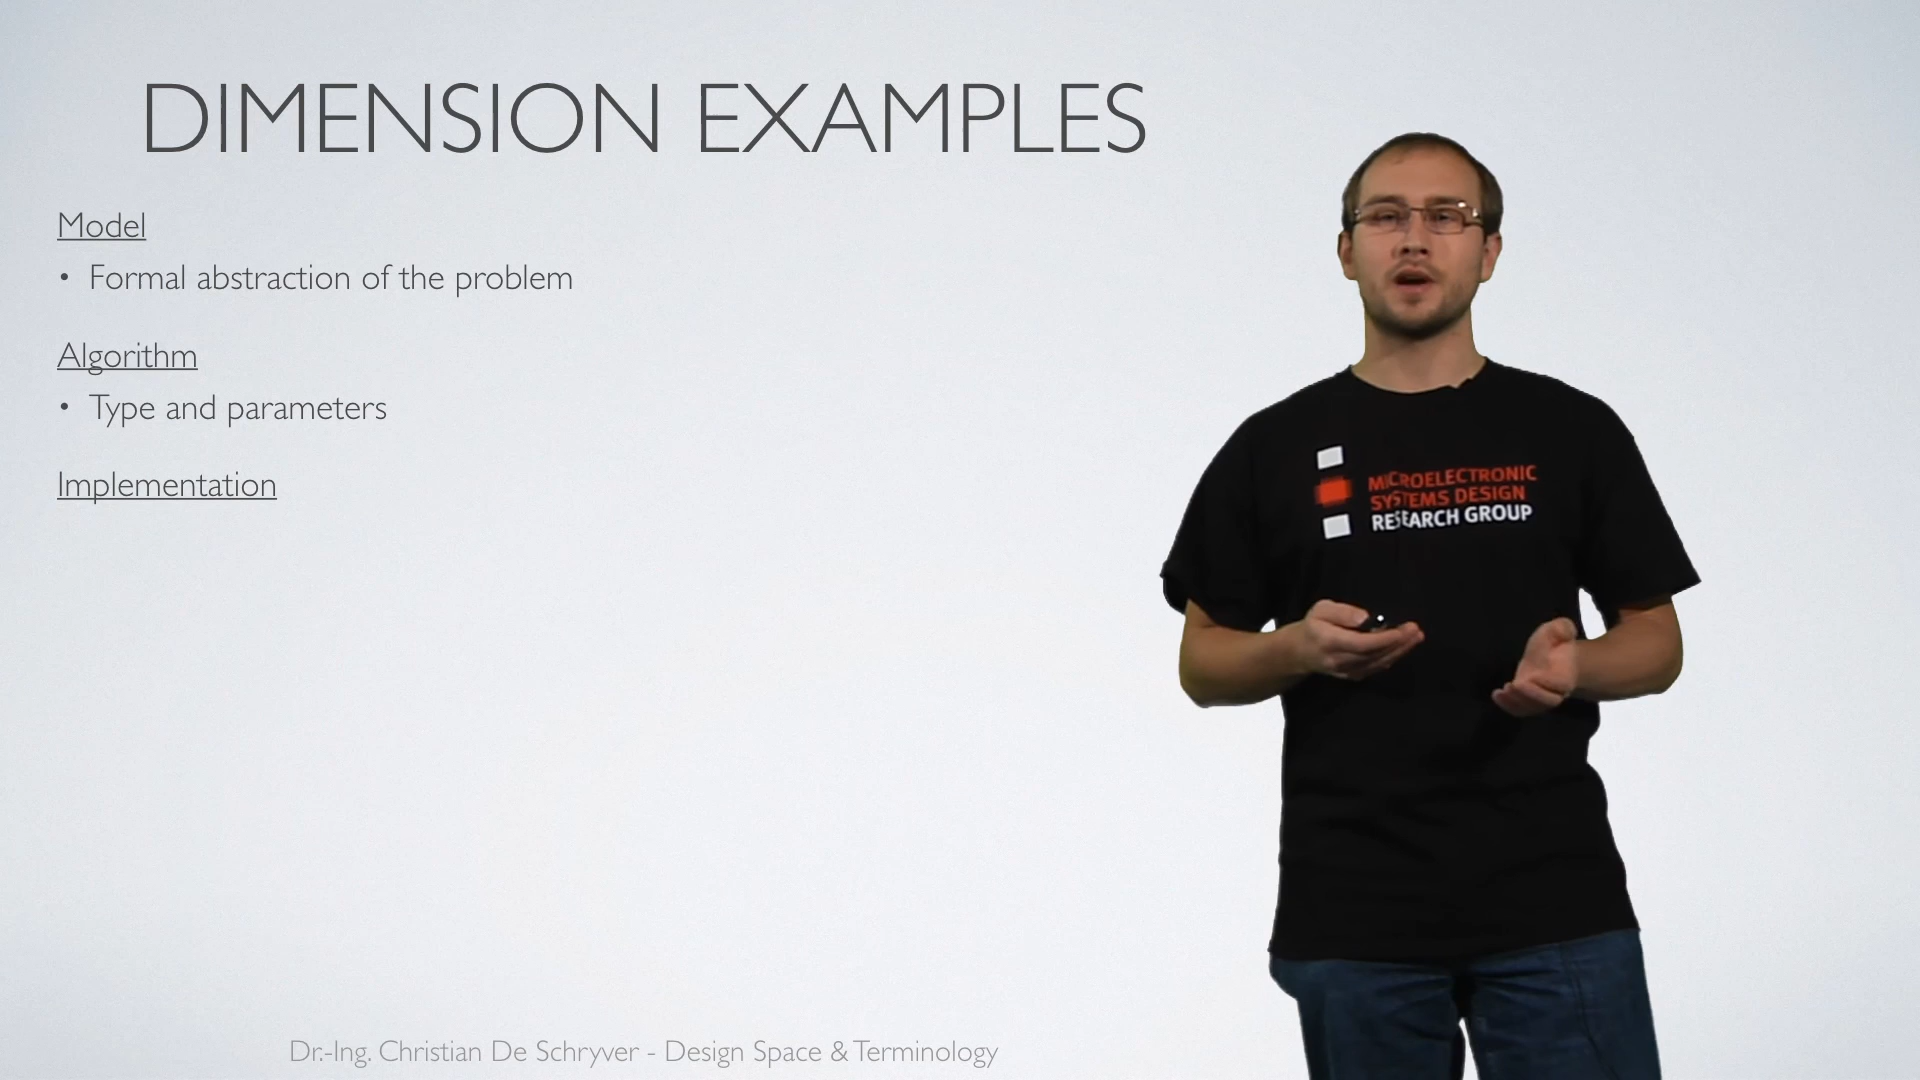 DIMENSION EXAMPLES
Model
• Formal abstraction of the problem
Algorithm
• Type and parameters
Implementation
MICROELECTRONIC
SYSTEMS DESIGN
RESEARCH GROUP
Dr.-Ing. Christian De Schryver - Design Space & Terminology